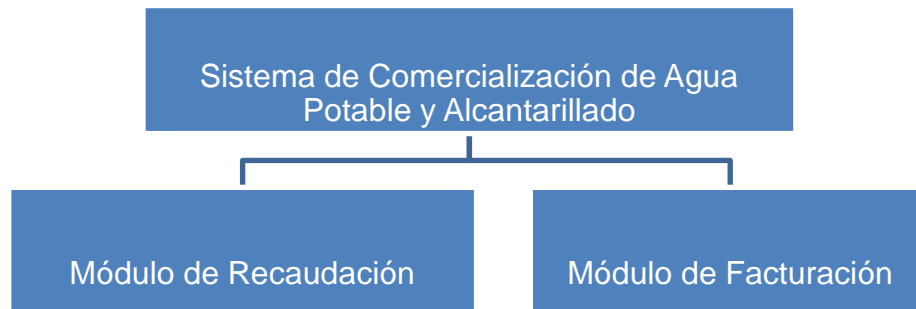 Sistema de Comercialización de Agua
Potable y Alcantarillado
Módulo de Recaudación
Módulo de Facturación